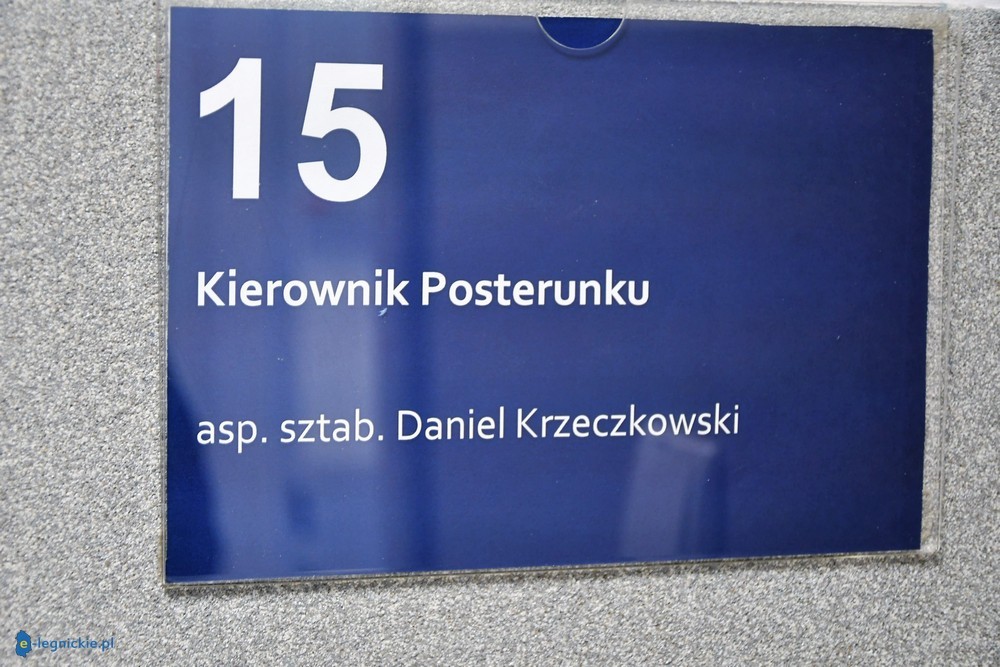 15
Kierownik Posterunku
asp. sztab. Daniel Krzeczkowski
e-legnickie.pl